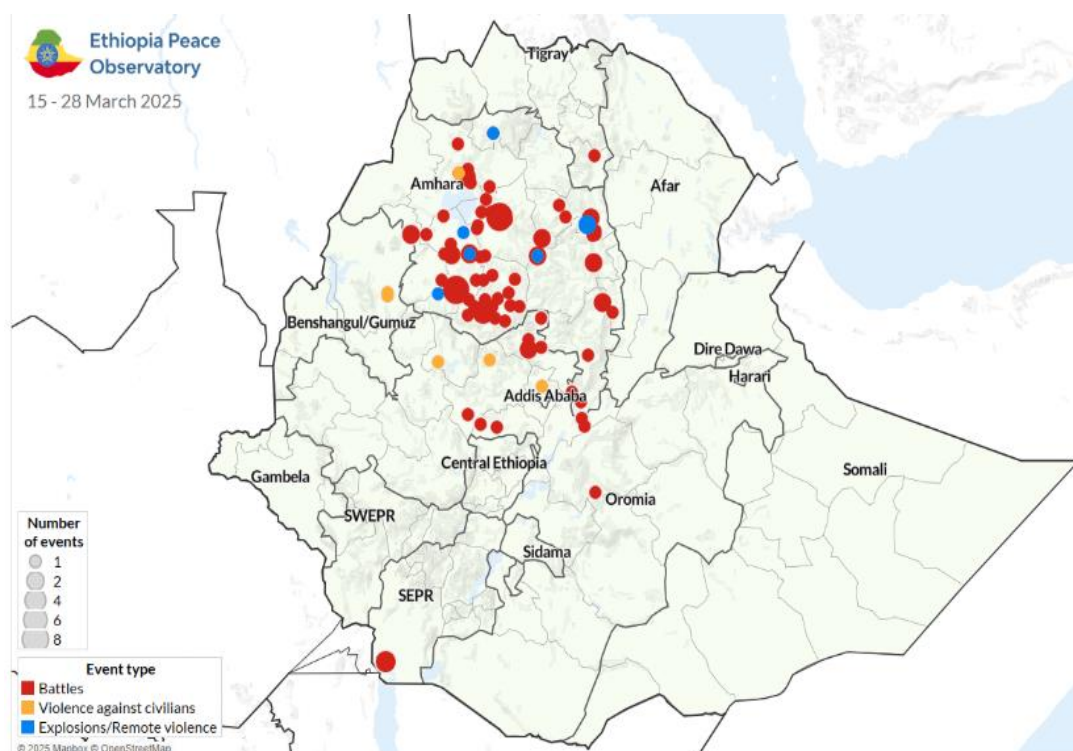 Ethiopia Peace
Observatory
15 - 28 March 2025
Tigray
Amhara
Afar
Benshangul/Gumuz
Dire Dawa
Harari
Addis Ababa
Central Ethiopia
Gambela
Somali
Oromia
SWEPR
Sidama
SEPR
Number
of events
1
2
4
6
8
Event type
Battles
Violence against civilians
Explosions/Remote violence
© 2025 Mapbox © OpenStreetMap